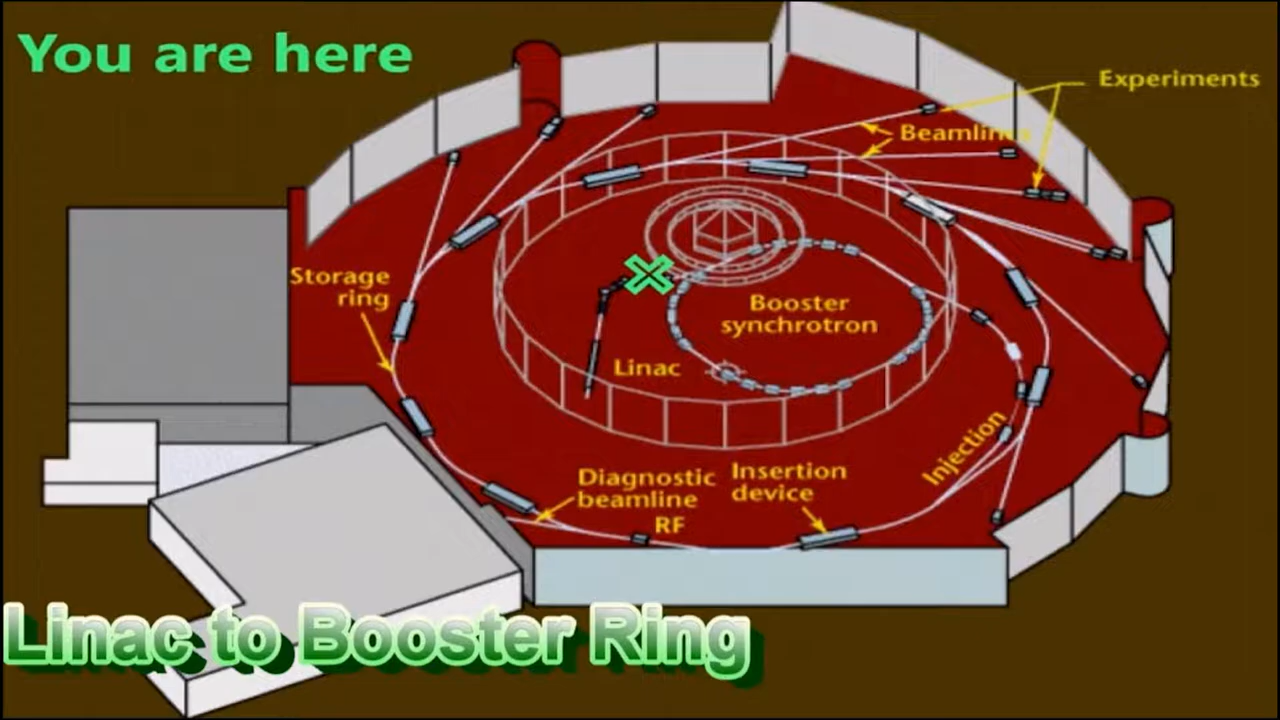 You are here
Experiments
Beamlines
Storage
ring
Booster
synchrotron
Linac
Injection
Diagnostic
beamline
Insertion
device
RF
Linac to Booster Ring